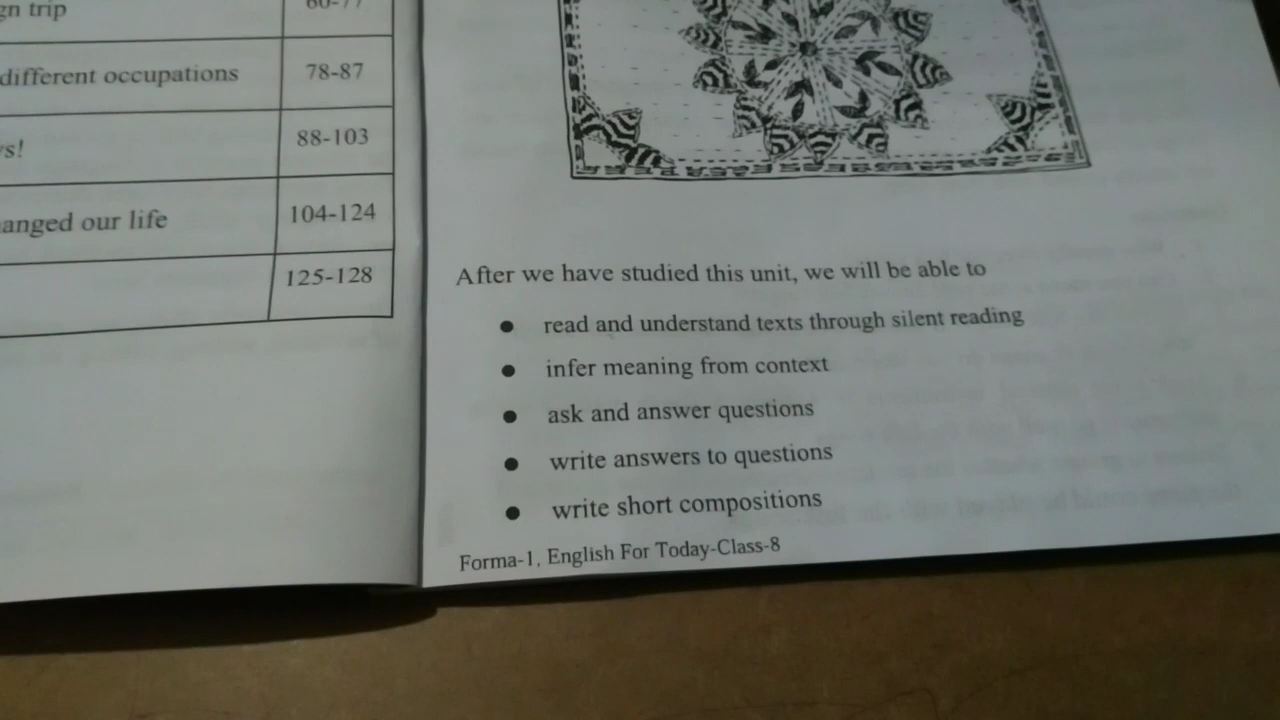 trip
different occupations 78-87
88-103
our life 104-124
125-128
After we have studied this unit, we will be able to
● read and understand texts through silent reading
● infer meaning from context
● ask and answer questions
● write answers to questions
● write short compositions
Forma-1, English For Today-Class-8